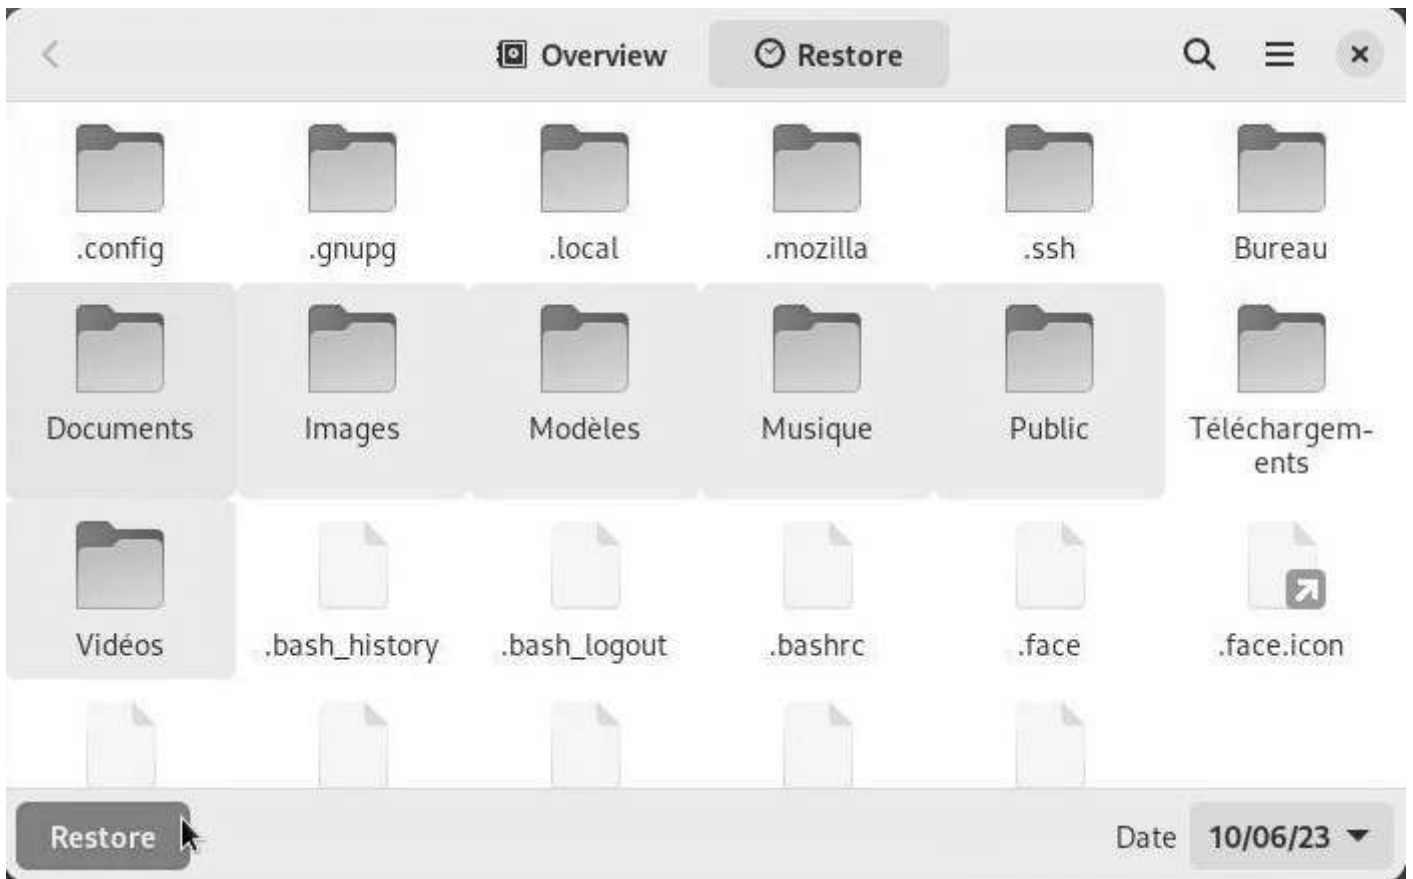 Overview
Restore
.config
.gnupg
.local
.mozilla
.ssh
Bureau
Documents
Images
Modèles
Musique
Public
Téléchargem-
ents
Vidéos
.bash_history
.bash_logout
.bashrc
.face
.face.icon
Restore
Date
10/06/23